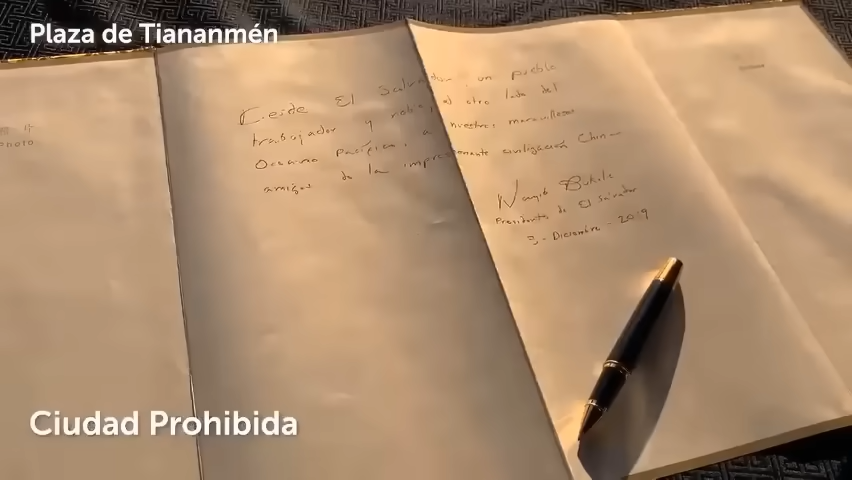 Plaza de Tiananmén
Desde El Salvador, un pueblo
trabajador y noble, al otro lado del
Oceano Pacífico, a nuestros maravillosos
amigos de la impresionante civilización China
Nayib Bukele
Presidente de El Salvador
3 - Diciembre - 2019
Ciudad Prohibida